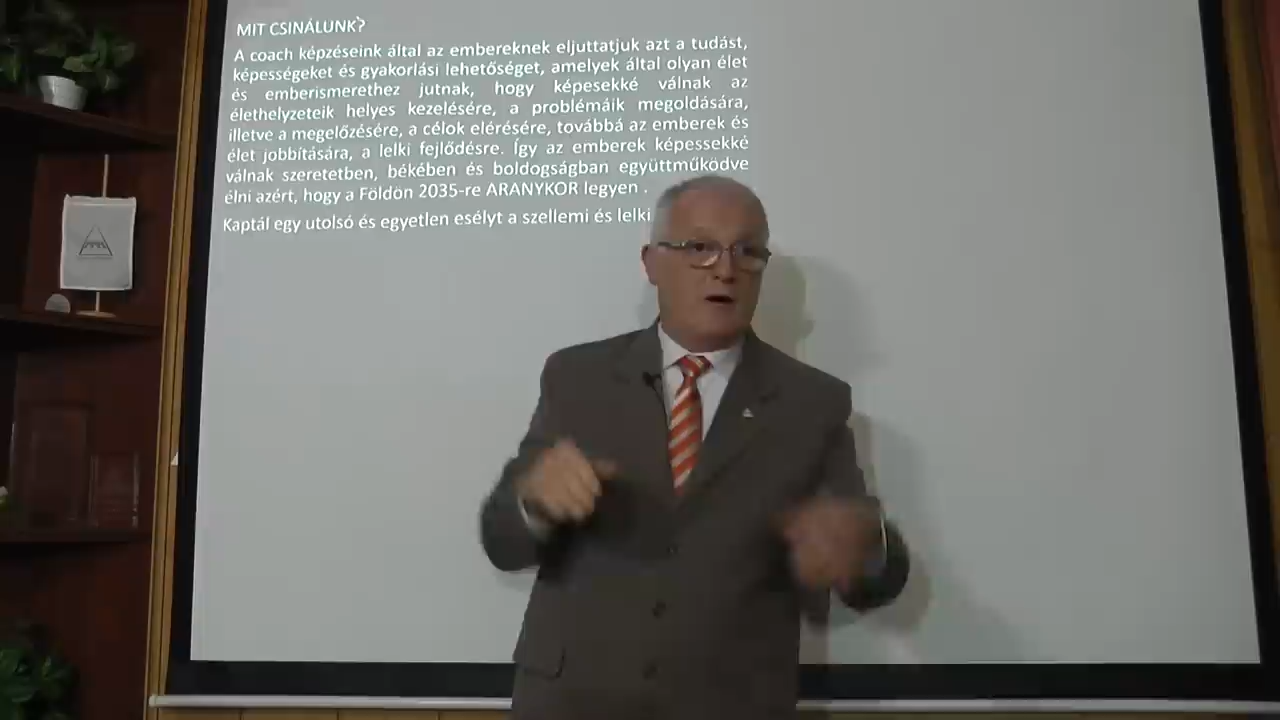 MIT CSINÁLUNK?
A coach képzéseink által az embereknek eljuttatjuk azt a tudást,
képességeket és gyakorlási lehetőséget, amelyek által olyan élet
és emberismerethez jutnak, hogy képesekké válnak az
élethelyzeteik helyes kezelésére, a problémáik megoldására,
illetve a megelőzésére, a célok elérésére, továbbá az emberek és
élet jobbítására, a lelki fejlődésre. Így az emberek képessekké
válnak szeretetben, békében és boldogságban együttműködve
élni azért, hogy a Földön 2035-re ARANYKOR legyen .
Kaptál egy utolsó és egyetlen esélyt a szellemi és lelki